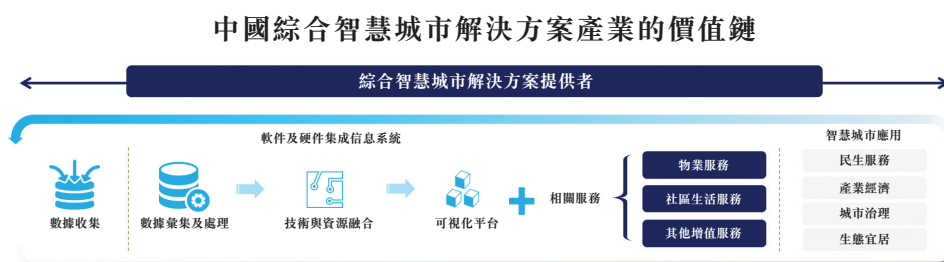 中國綜合智慧城市解決方案產業的價值鏈
綜合智慧城市解決方案提供者
軟件及硬件集成信息系統
智慧城市應用
數據收集
數據彙集及處理
技術與資源融合
可視化平台
相關服務
物業服務
社區生活服務
其他增值服務
民生服務
產業經濟
城市治理
生態宜居